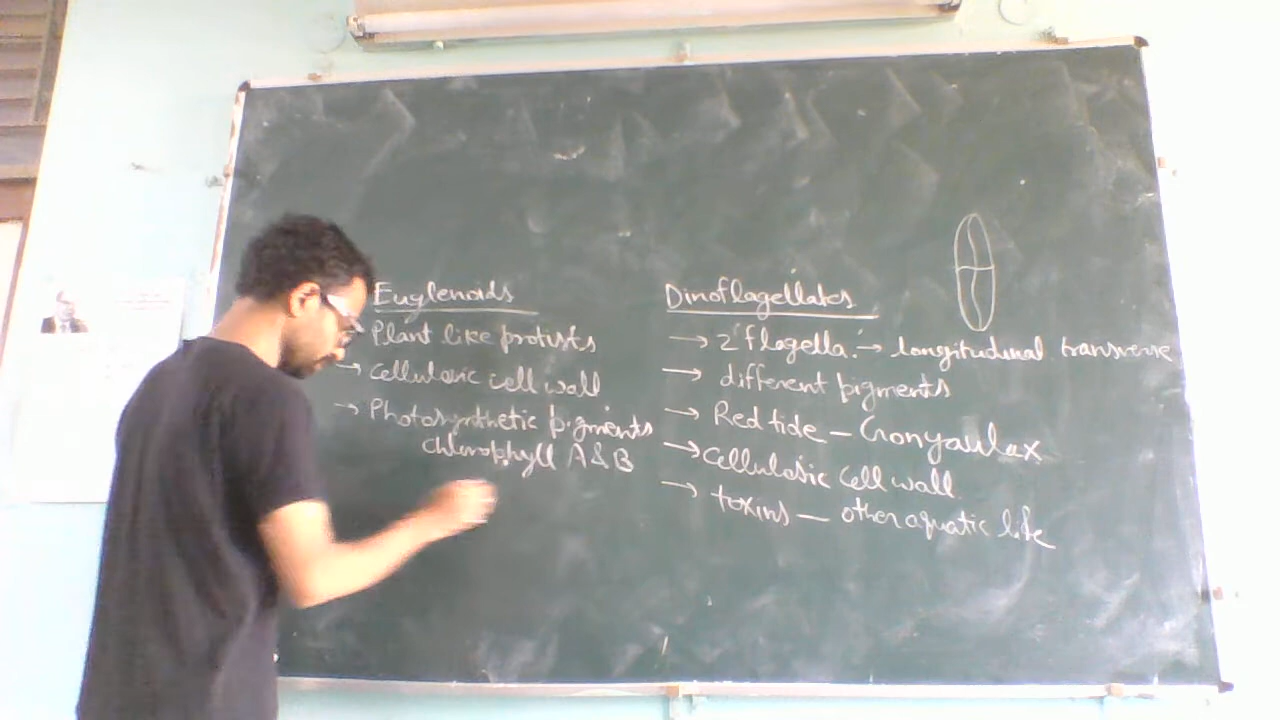 Euglenoids
Plant like protists
→ Cellulosic cell wall
→ Photosynthetic pigments
chlorophyll A & B
Dinoflagellates
→ 2 flagella → longitudinal transverse
→ different pigments
→ Red tide – Gonyaulax
→ Cellulosic cell wall
→ toxins – other aquatic life